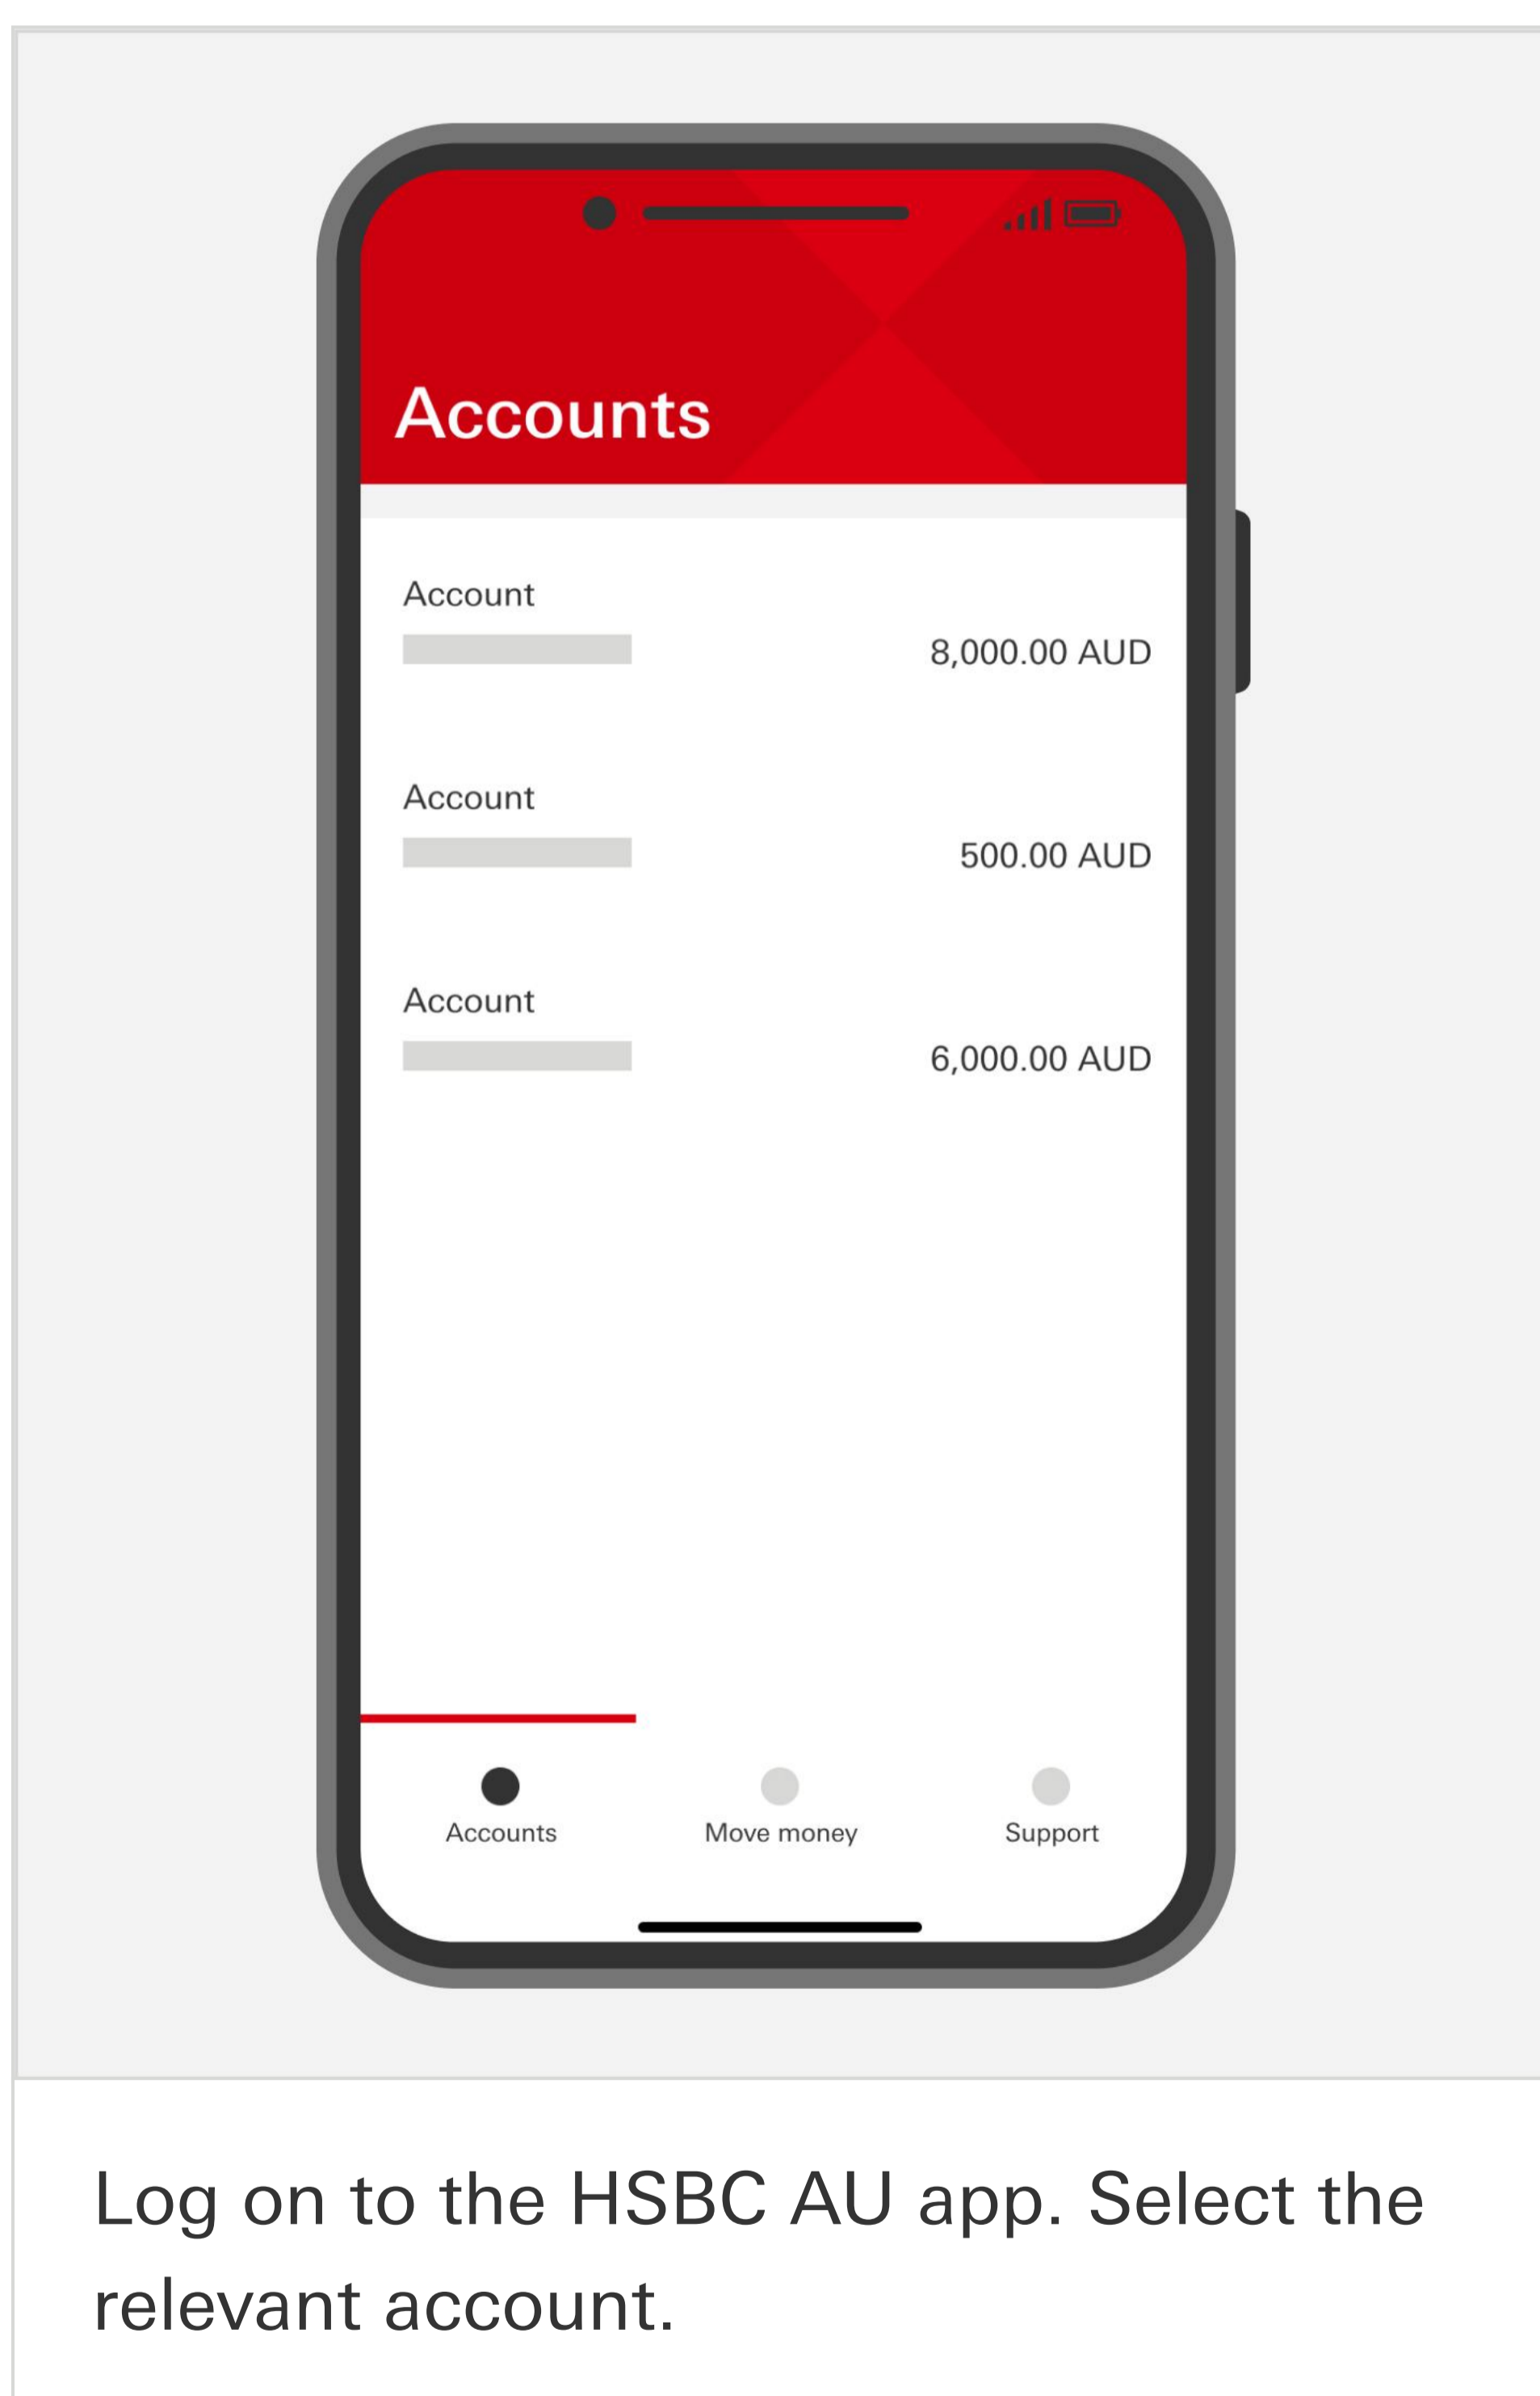 Accounts
Account
8,000.00 AUD
Account
500.00 AUD
Account
6,000.00 AUD
Accounts
Move money
Support
Log on to the HSBC AU app. Select the
relevant account.